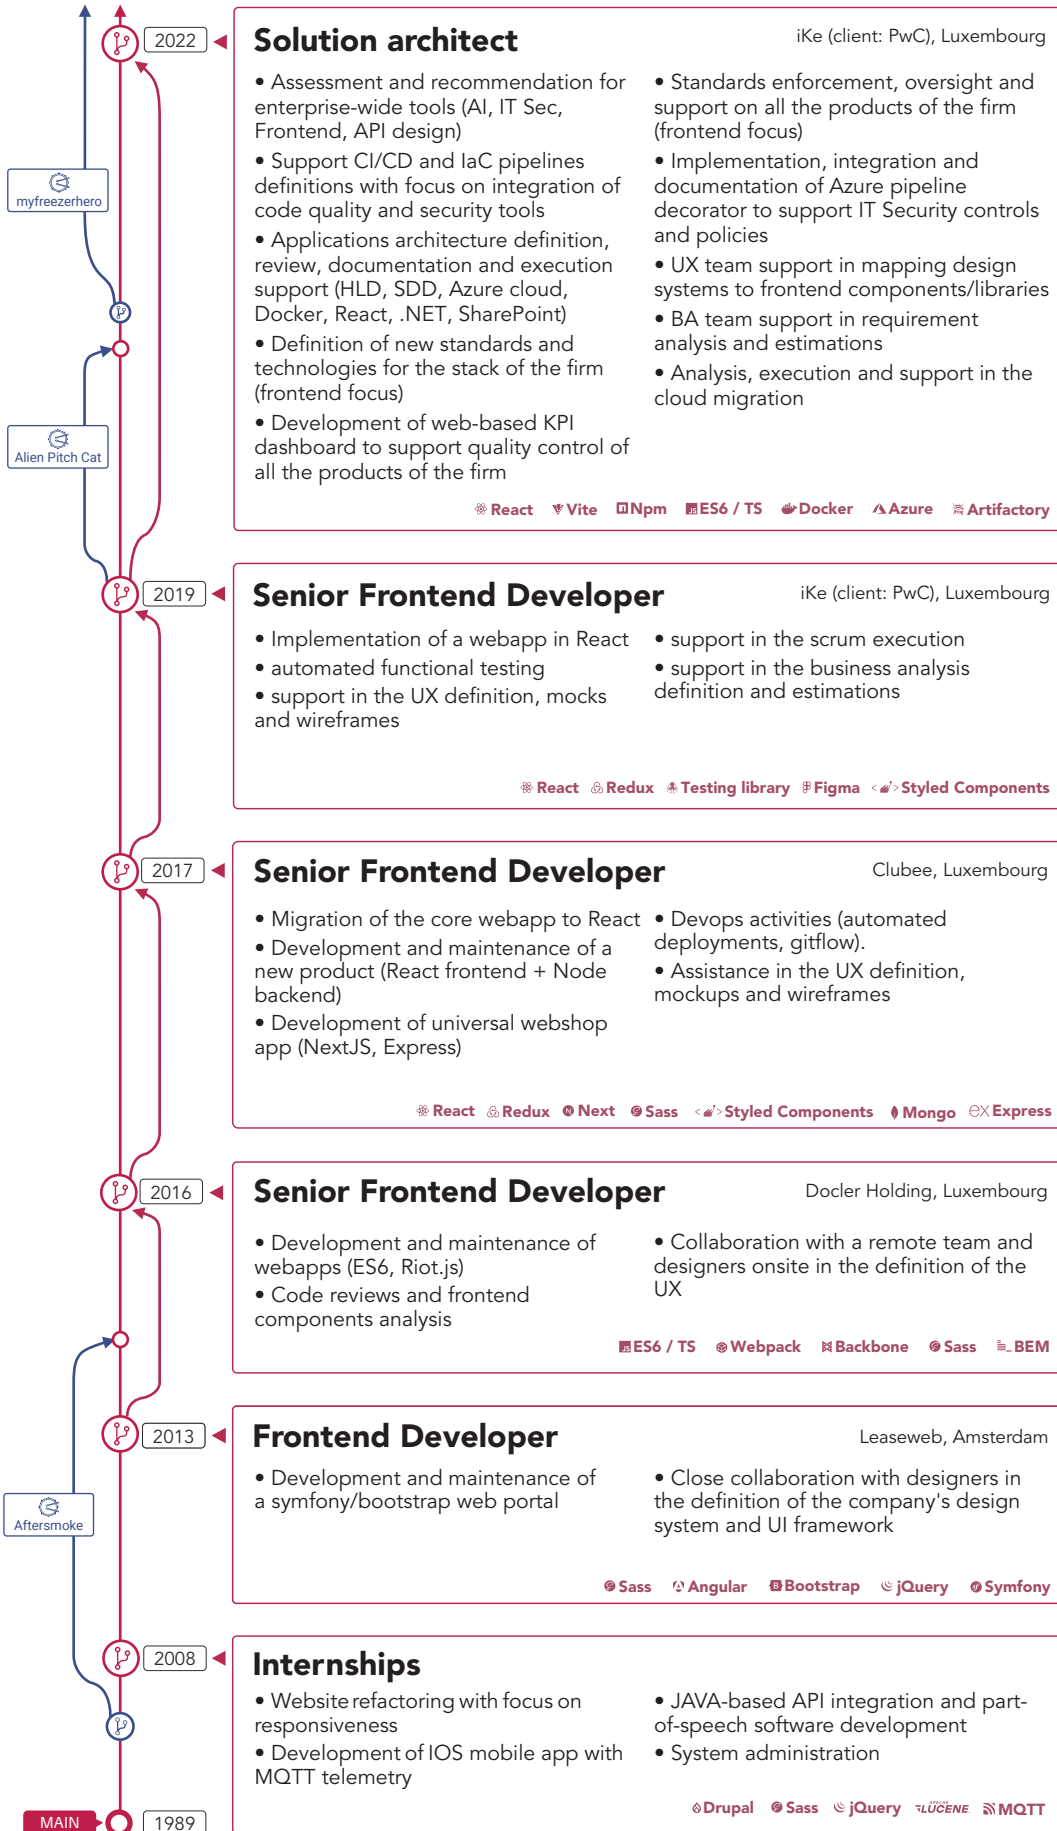 2022
Solution architect
iKe (client: PwC), Luxembourg
• Assessment and recommendation for
enterprise-wide tools (AI, IT Sec,
Frontend, API design)
• Support CI/CD and IaC pipelines
definitions with focus on integration of
code quality and security tools
• Applications architecture definition,
review, documentation and execution
support (HLD, SDD, Azure cloud,
Docker, React, .NET, SharePoint)
• Definition of new standards and
technologies for the stack of the firm
(frontend focus)
• Development of web-based KPI
dashboard to support quality control of
all the products of the firm
• Standards enforcement, oversight and
support on all the products of the firm
(frontend focus)
• Implementation, integration and
documentation of Azure pipeline
decorator to support IT Security controls
and policies
• UX team support in mapping design
systems to frontend components/libraries
• BA team support in requirement
analysis and estimations
• Analysis, execution and support in the
cloud migration
React Vite Npm ES6 / TS Docker Azure Artifactory
myfreezerhero
Alien Pitch Cat
2019
Senior Frontend Developer
iKe (client: PwC), Luxembourg
• Implementation of a webapp in React
• automated functional testing
• support in the UX definition, mocks
and wireframes
• support in the scrum execution
• support in the business analysis
definition and estimations
React Redux Testing library Figma Styled Components
2017
Senior Frontend Developer
Clubee, Luxembourg
• Migration of the core webapp to React
• Development and maintenance of a
new product (React frontend + Node
backend)
• Development of universal webshop
app (NextJS, Express)
• Devops activities (automated
deployments, gitflow).
• Assistance in the UX definition,
mockups and wireframes
React Redux Next Sass Styled Components Mongo eX Express
2016
Senior Frontend Developer
Docler Holding, Luxembourg
• Development and maintenance of
webapps (ES6, Riot.js)
• Code reviews and frontend
components analysis
• Collaboration with a remote team and
designers onsite in the definition of the
UX
ES6 / TS Webpack Backbone Sass BEM
2013
Frontend Developer
Leaseweb, Amsterdam
• Development and maintenance of
a symfony/bootstrap web portal
• Close collaboration with designers in
the definition of the company's design
system and UI framework
Sass Angular Bootstrap jQuery Symfony
Aftersmoke
2008
Internships
• Website refactoring with focus on
responsiveness
• Development of IOS mobile app with
MQTT telemetry
• JAVA-based API integration and part-
of-speech software development
• System administration
Drupal Sass jQuery LUCENE MQTT
MAIN
1989